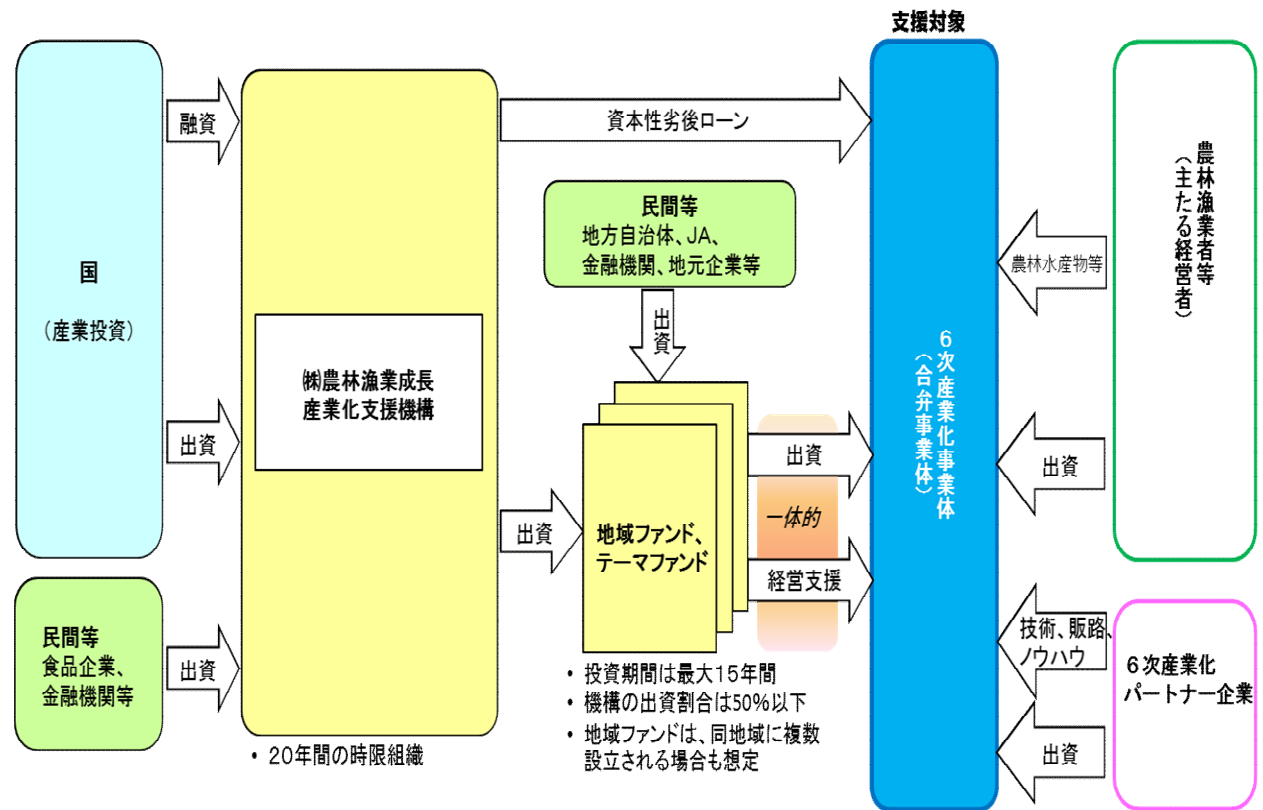 支援対象
国
（産業投資）
融資
出資
民間等
食品企業、
金融機関等
出資
㈱農林漁業成長
産業化支援機構
・ 20年間の時限組織
資本性劣後ローン
民間等
地方自治体、JA、
金融機関、地元企業等
出資
出資
地域ファンド、
テーマファンド
出資
一体的
経営支援
・ 投資期間は最大15年間
・ 機構の出資割合は50%以下
・ 地域ファンドは、同地域に複数
設立される場合も想定
6次産業化事業体
（合弁事業体）
農林水産物等
出資
技術、販路、
ノウハウ
出資
農林漁業者等
（主たる経営者）
6次産業化
パートナー企業